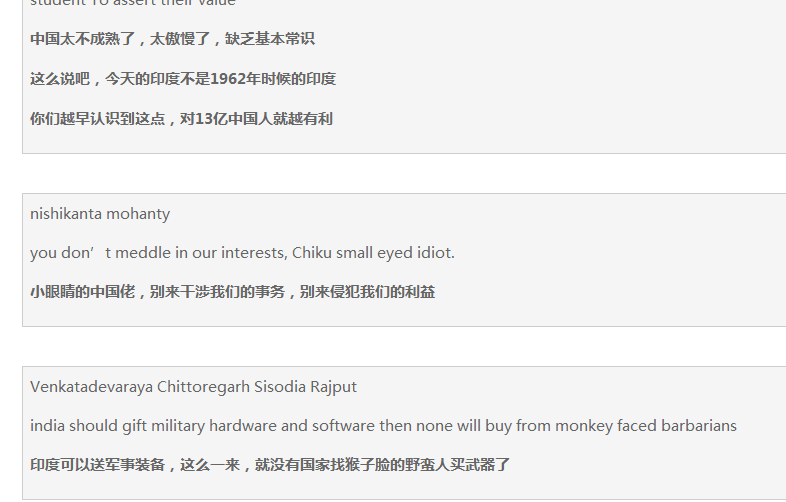 student To assert their value
中国太不成熟了，太傲慢了，缺乏基本常识
这么说吧，今天的印度不是1962年时候的印度
你们越早认识到这点，对13亿中国人就越有利
nishikanta mohanty
you don’t meddle in our interests, Chiku small eyed idiot.
小眼睛的中国佬，别来干涉我们的事务，别来侵犯我们的利益
Venkatadevaraya Chittoregarh Sisodia Rajput
india should gift military hardware and software then none will buy from monkey faced barbarians
印度可以送军事装备，这么一来，就没有国家找猴子脸的野蛮人买武器了